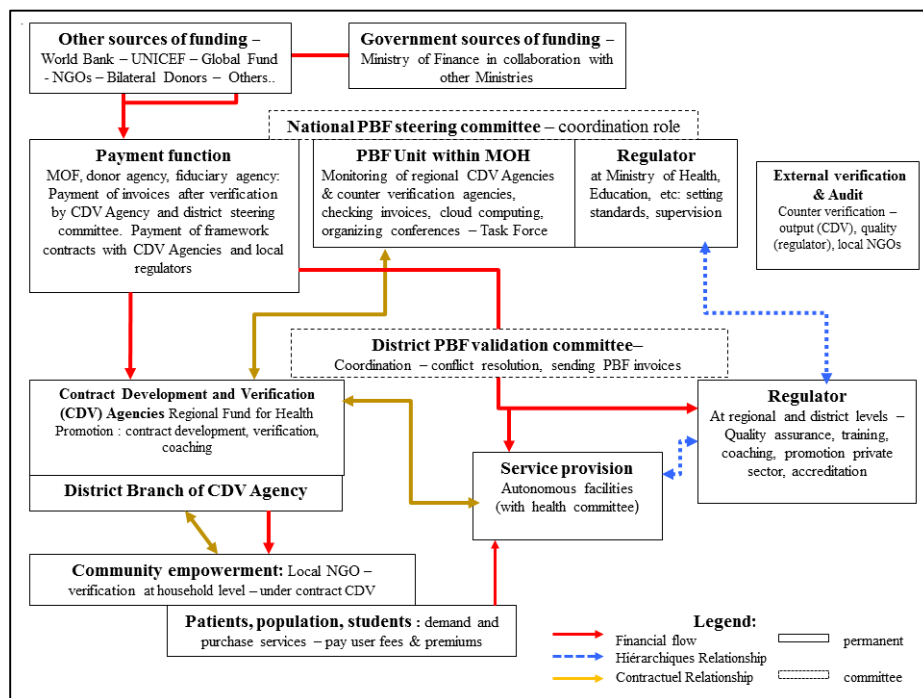 Other sources of funding –
World Bank – UNICEF – Global Fund
- NGOs – Bilateral Donors – Others..
Government sources of funding –
Ministry of Finance in collaboration with
other Ministries
National PBF steering committee – coordination role
Payment function
MOF, donor agency, fiduciary agency:
Payment of invoices after verification
by CDV Agency and district steering
committee. Payment of framework
contracts with CDV Agencies and local
regulators
PBF Unit within MOH
Monitoring of regional CDV Agencies
& counter verification agencies,
checking invoices, cloud computing,
organizing conferences – Task Force
Regulator
at Ministry of Health,
Education, etc: setting
standards, supervision
External verification
& Audit
Counter verification –
output (CDV), quality
(regulator), local NGOs
District PBF validation committee–
Coordination – conflict resolution, sending PBF invoices
Contract Development and Verification
(CDV) Agencies Regional Fund for Health
Promotion : contract development, verification,
coaching
District Branch of CDV Agency
Service provision
Autonomous facilities
(with health committee)
Regulator
At regional and district levels –
Quality assurance, training,
coaching, promotion private
sector, accreditation
Community empowerment: Local NGO –
verification at household level – under contract CDV
Patients, population, students : demand and
purchase services – pay user fees & premiums
Legend:
Financial flow
Hiérarchiques Relationship
Contractuel Relationship
permanent
committee